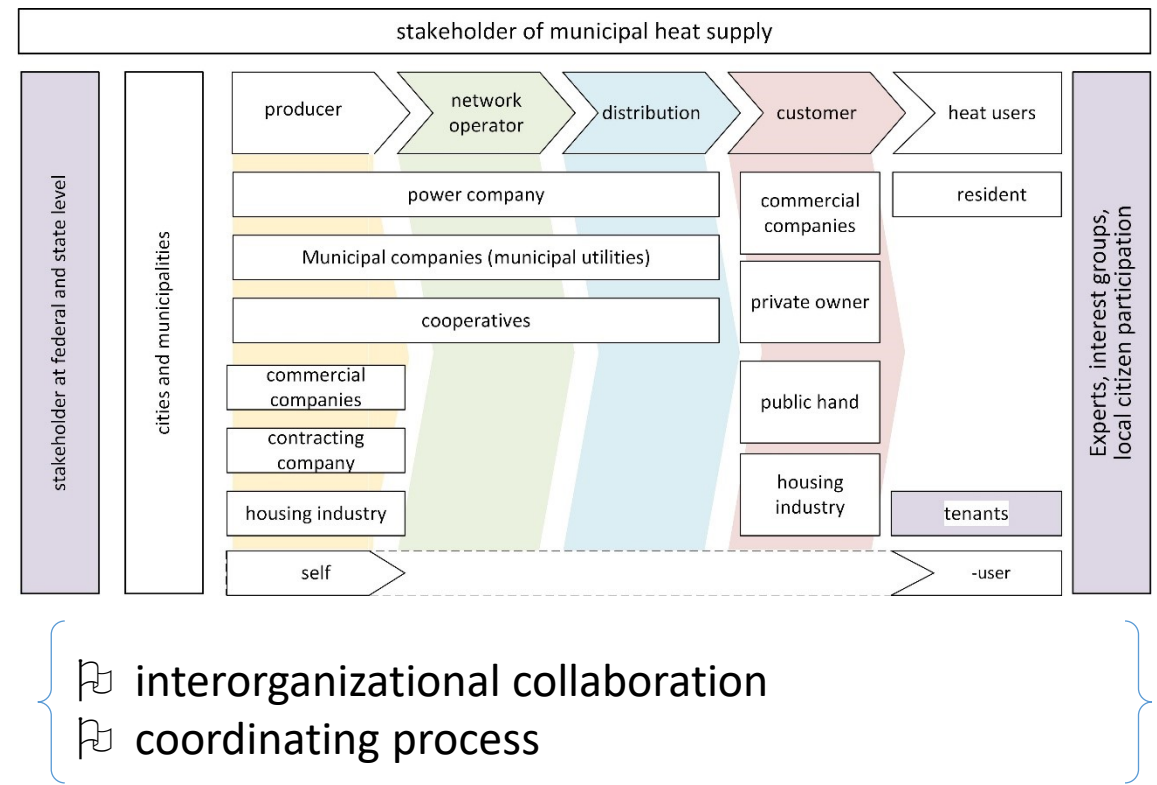 stakeholder of municipal heat supply
stakeholder at federal and state level
cities and municipalities
producer
network
operator
distribution
customer
heat users
power company
Municipal companies (municipal utilities)
cooperatives
commercial
companies
contracting
company
housing industry
commercial
companies
private owner
public hand
housing
industry
resident
tenants
self
-user
Experts, interest groups,
local citizen participation
interorganizational collaboration
coordinating process